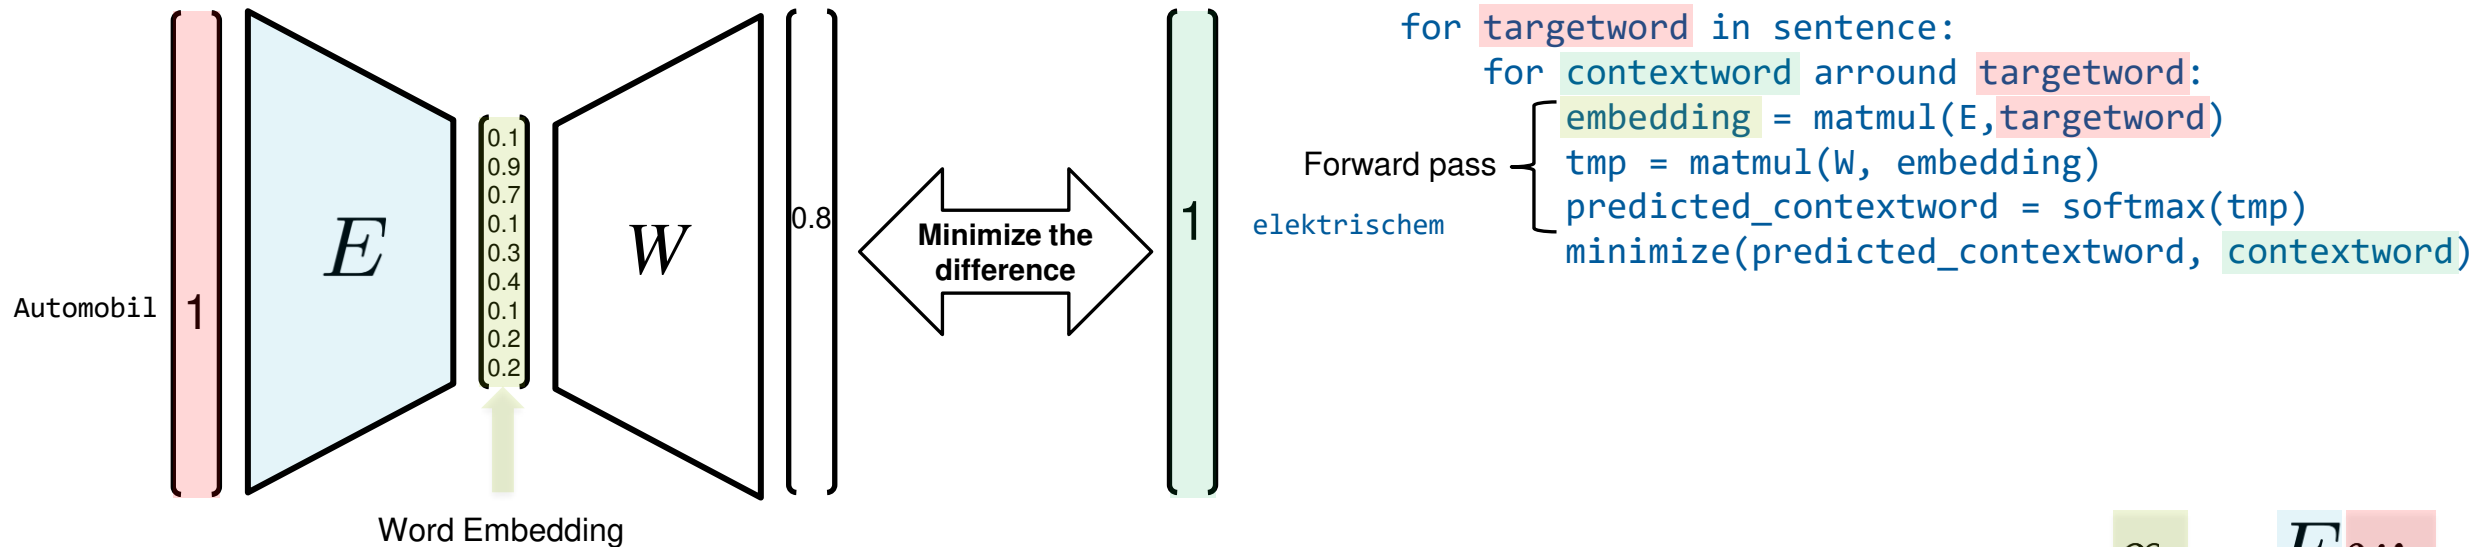 for targetword in sentence:
for contextword arround targetword:
embedding = matmul(E,targetword)
Forward pass
tmp = matmul(W, embedding)
predicted_contextword = softmax(tmp)
minimize(predicted_contextword, contextword)
Automobil
1
E
0.1
0.9
0.7
0.1
0.3
0.4
0.1
0.2
0.2
W
0.8
Minimize the
difference
1
elektrischem
Word Embedding
E